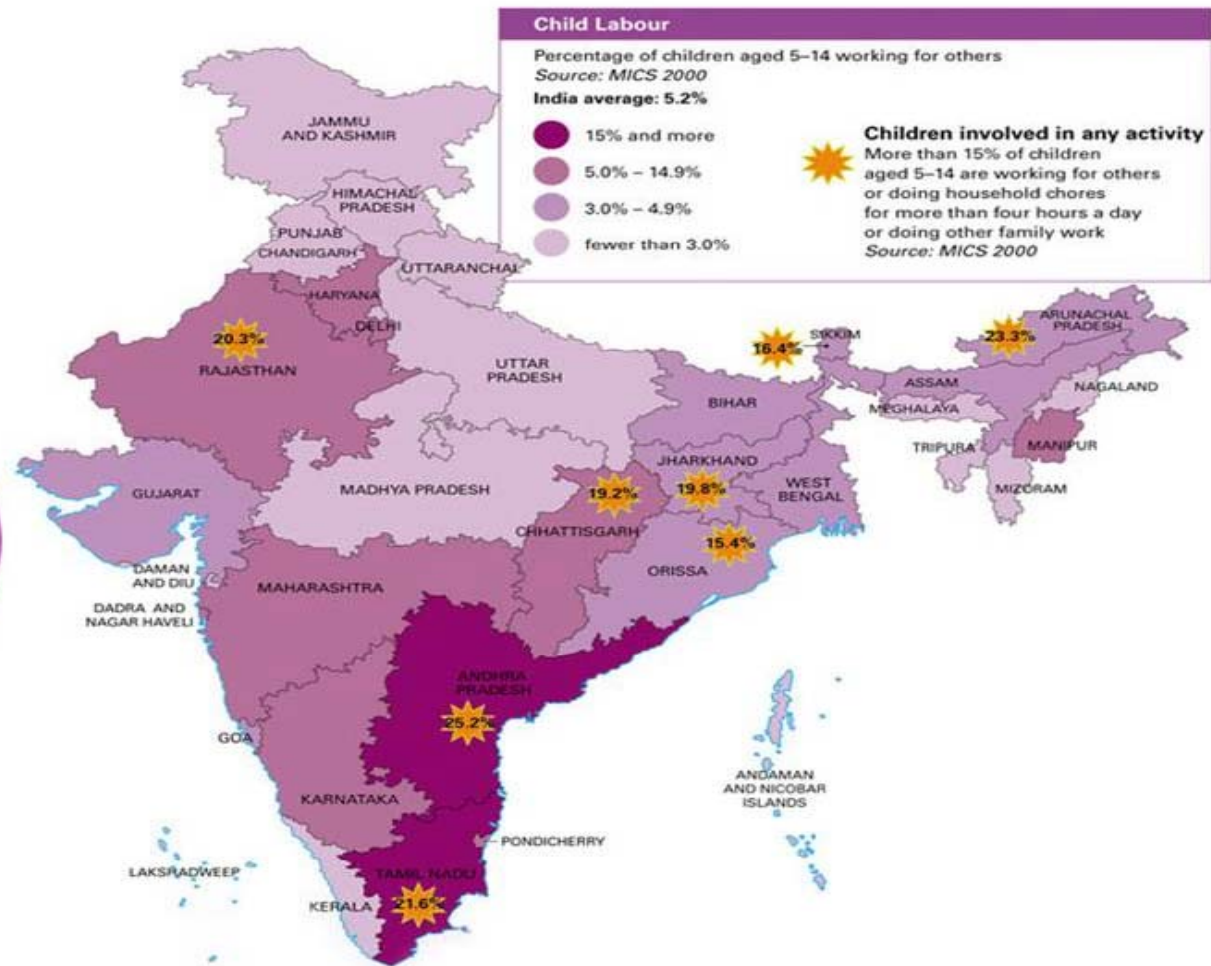 Child Labour
Percentage of children aged 5–14 working for others
Source: MICS 2000
India average: 5.2%
15% and more
5.0% – 14.9%
3.0% – 4.9%
fewer than 3.0%
Children involved in any activity
More than 15% of children
aged 5–14 are working for others
or doing household chores
for more than four hours a day
or doing other family work
Source: MICS 2000
JAMMU
AND KASHMIR
HIMACHAL
PRADESH
PUNJAB
CHANDIGARH
UTTARANCHAL
HARYANA
DELHI
20.3%
RAJASTHAN
UTTAR
PRADESH
16.4%
SIKKIM
23.3%
ARUNACHAL
PRADESH
ASSAM
NAGALAND
MEGHALAYA
BIHAR
TRIPURA
MANIPUR
MIZORAM
JHARKHAND
19.8%
WEST
BENGAL
GUJARAT
MADHYA PRADESH
19.2%
CHHATTISGARH
15.4%
ORISSA
DAMAN
AND DIU
DADRA AND
NAGAR HAVELI
MAHARASHTRA
ANDHRA
PRADESH
25.2%
GOA
KARNATAKA
ANDAMAN
AND NICOBAR
ISLANDS
PONDICHERRY
LAKSRADWEEP
TAMIL NADU
KERALA
21.6%